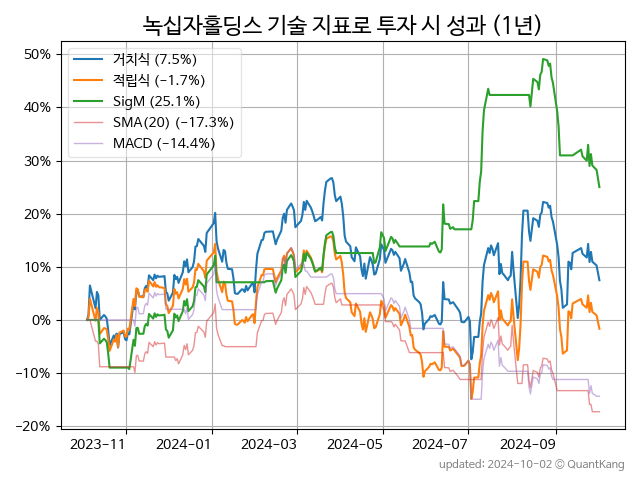 녹십자홀딩스 기술 지표로 투자 시 성과 (1년)
50%
40%
30%
20%
10%
0%
−10%
−20%
거치식 (7.5%)
적립식 (−1.7%)
SigM (25.1%)
SMA(20) (−17.3%)
MACD (−14.4%)
2023-11
2024-01
2024-03
2024-05
2024-07
2024-09
updated: 2024-10-02 © QuantKang